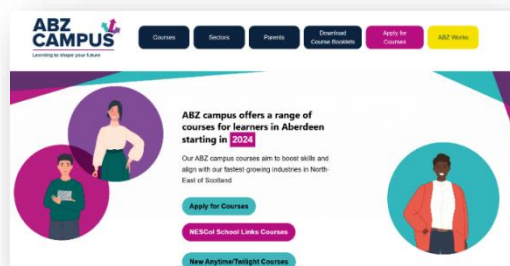 ABZ
CAMPUS
Learning to shape your future
Courses
Sectors
Parents
Download
Course Booklets
Apply for
Courses
ABZ Works
ABZ campus offers a range of
courses for learners in Aberdeen
starting in 2024
Our ABZ campus courses aim to boost skills and
align with our fastest growing industries in North-
East of Scotland
Apply for Courses
NESCol School Links Courses
New Anytime/Twilight Courses